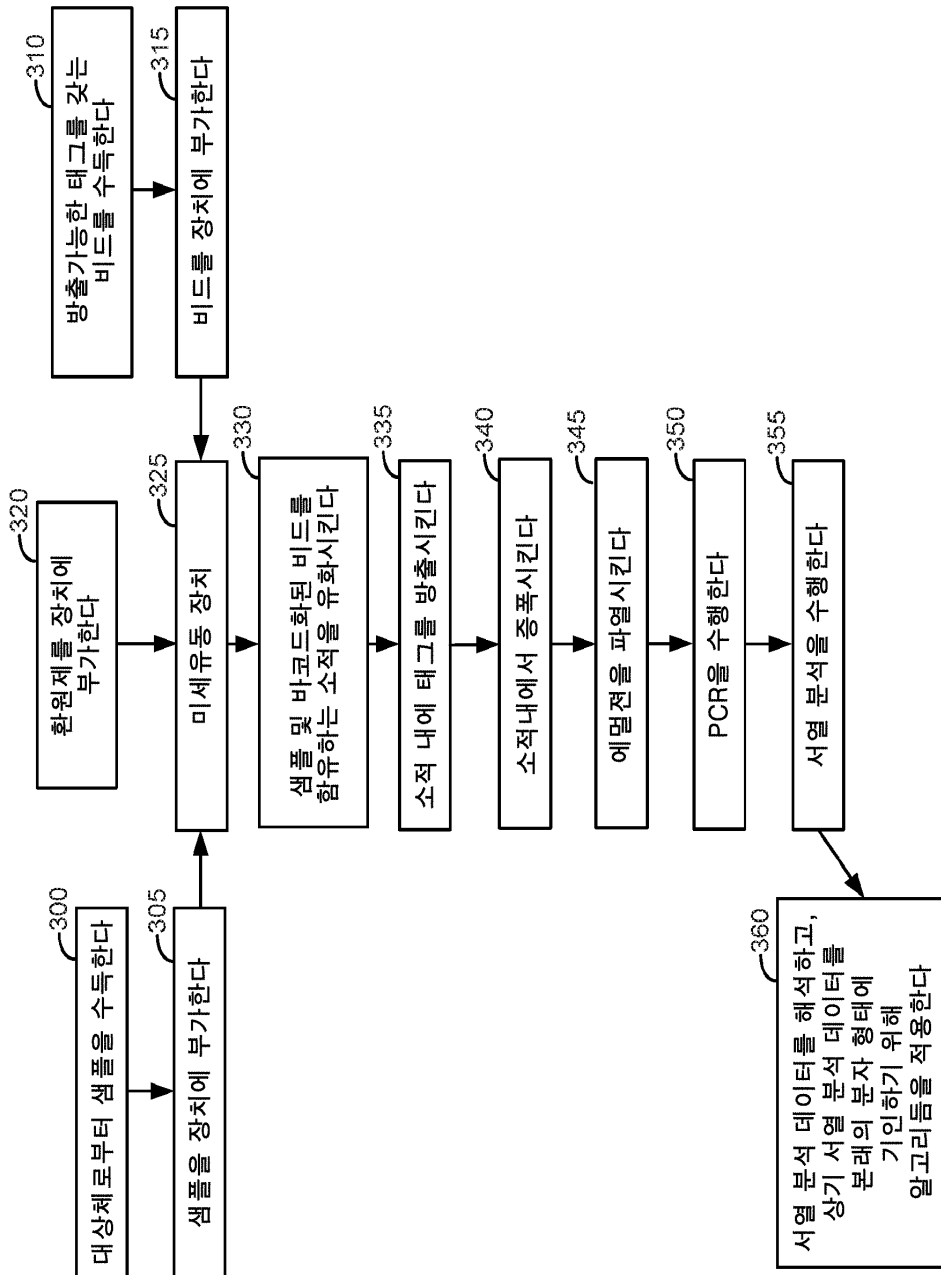 300
대상체로부터 샘플을 수득한다
305
샘플을 장치에 부가한다
310
방출가능한 태그를 갖는
비드를 수득한다
315
비드를 장치에 부가한다
320
환원제를 장치에
부가한다
325
미세유동 장치
330
샘플 및 바코드화된 비드를
함유하는 소적을 유화시킨다
335
소적 내에 태그를 방출시킨다
340
소적내에서 증폭시킨다
345
에멀젼을 파열시킨다
350
PCR을 수행한다
355
서열 분석을 수행한다
360
서열 분석 데이터를 해석하고,
상기 서열 분석 데이터를
본래의 분자 형태에
기인하기 위해
알고리듬을 적용한다